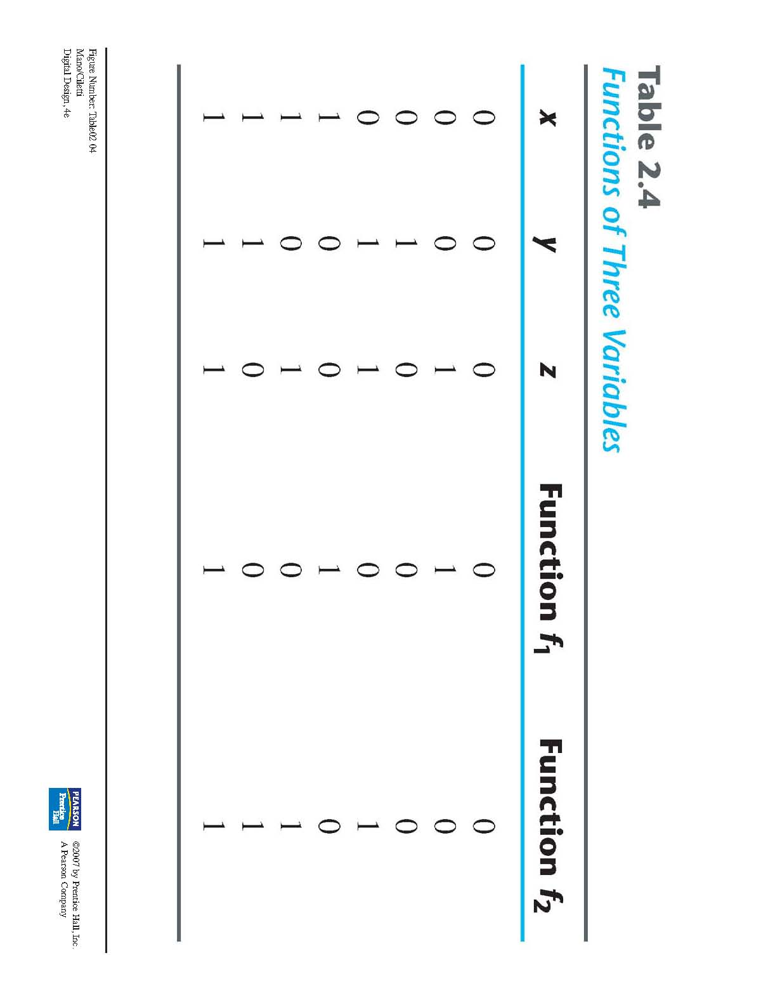 Table 2.4
Functions of Three Variables
x y z Function f1 Function f2
0 0 0 0 0
0 0 1 1 0
0 1 0 0 0
0 1 1 0 1
1 0 0 1 0
1 0 1 0 1
1 1 0 0 1
1 1 1 1 1
Figure Number: Table02 04
Mano/Ciletti
Digital Design, 4e
PEARSON
Prentice
Hall
©2007 by Prentice Hall, Inc.
A Pearson Company